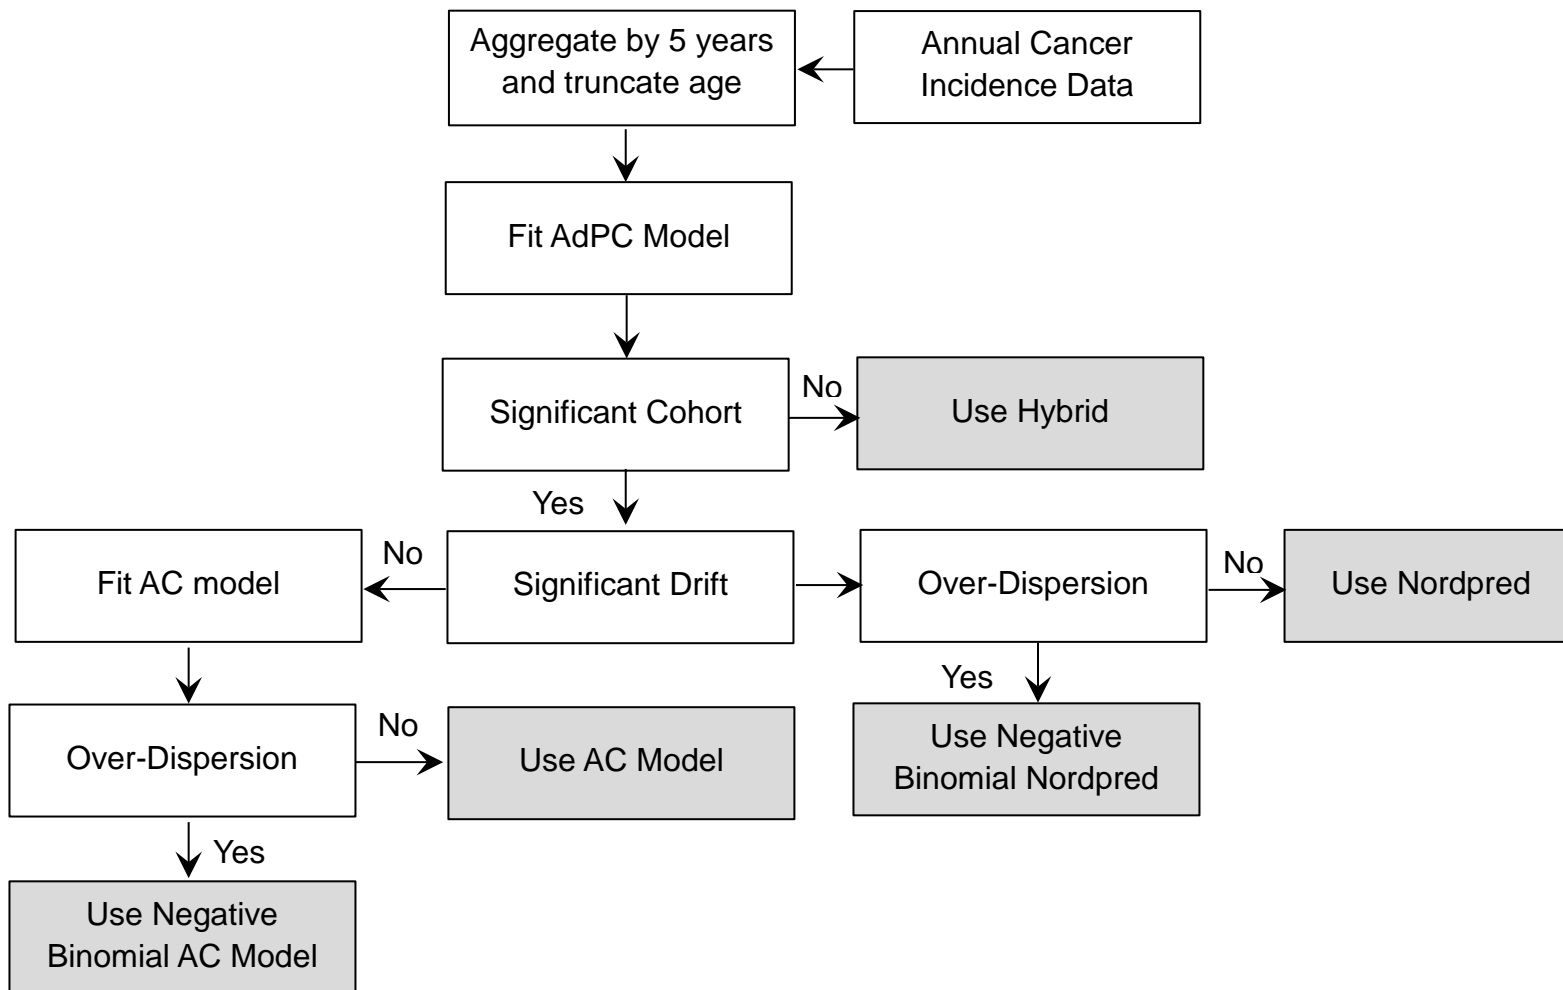 Aggregate by 5 years
and truncate age
Annual Cancer
Incidence Data
Fit AdPC Model
Significant Cohort
No
Use Hybrid
Yes
Fit AC model
No
Significant Drift
Over-Dispersion
No
Use Nordpred
Yes
Over-Dispersion
No
Use AC Model
Use Negative
Binomial Nordpred
Yes
Use Negative
Binomial AC Model